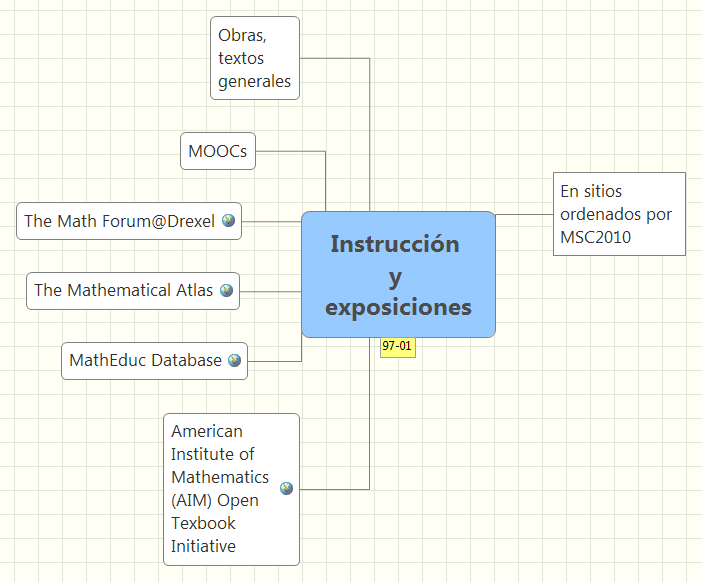 Obras,
textos
generales
MOOCs
The Math Forum@Drexel
The Mathematical Atlas
MathEduc Database
American
Institute of
Mathematics
(AIM) Open
Texbook
Initiative
Instrucción
y
exposiciones
97-01
En sitios
ordenados por
MSC2010